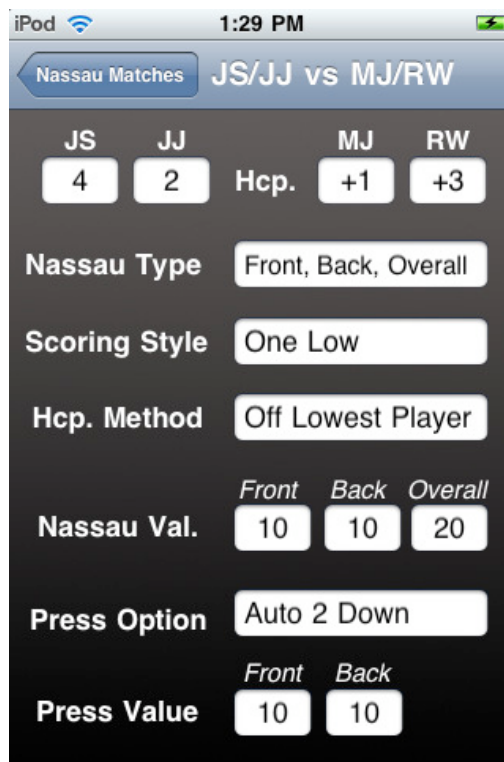 iPod 1:29 PM
Nassau Matches JS/JJ vs MJ/RW
JS JJ MJ RW
4 2 Hcp. +1 +3
Nassau Type Front, Back, Overall
Scoring Style One Low
Hcp. Method Off Lowest Player
Front Back Overall
Nassau Val. 10 10 20
Press Option Auto 2 Down
Front Back
Press Value 10 10